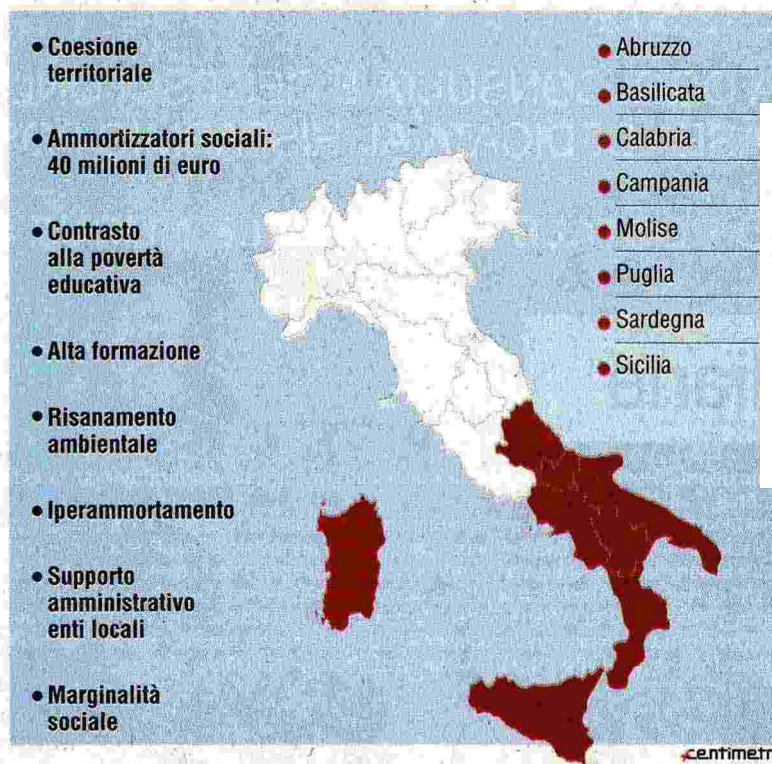 • Coesione
territoriale
• Ammortizzatori sociali:
40 milioni di euro
• Contrasto
alla povertà
educativa
• Alta formazione
• Risanamento
ambientale
• Iperammortamento
• Supporto
amministrativo
enti locali
• Marginalità
sociale
• Abruzzo
• Basilicata
• Calabria
• Campania
• Molise
• Puglia
• Sardegna
• Sicilia
centimetr